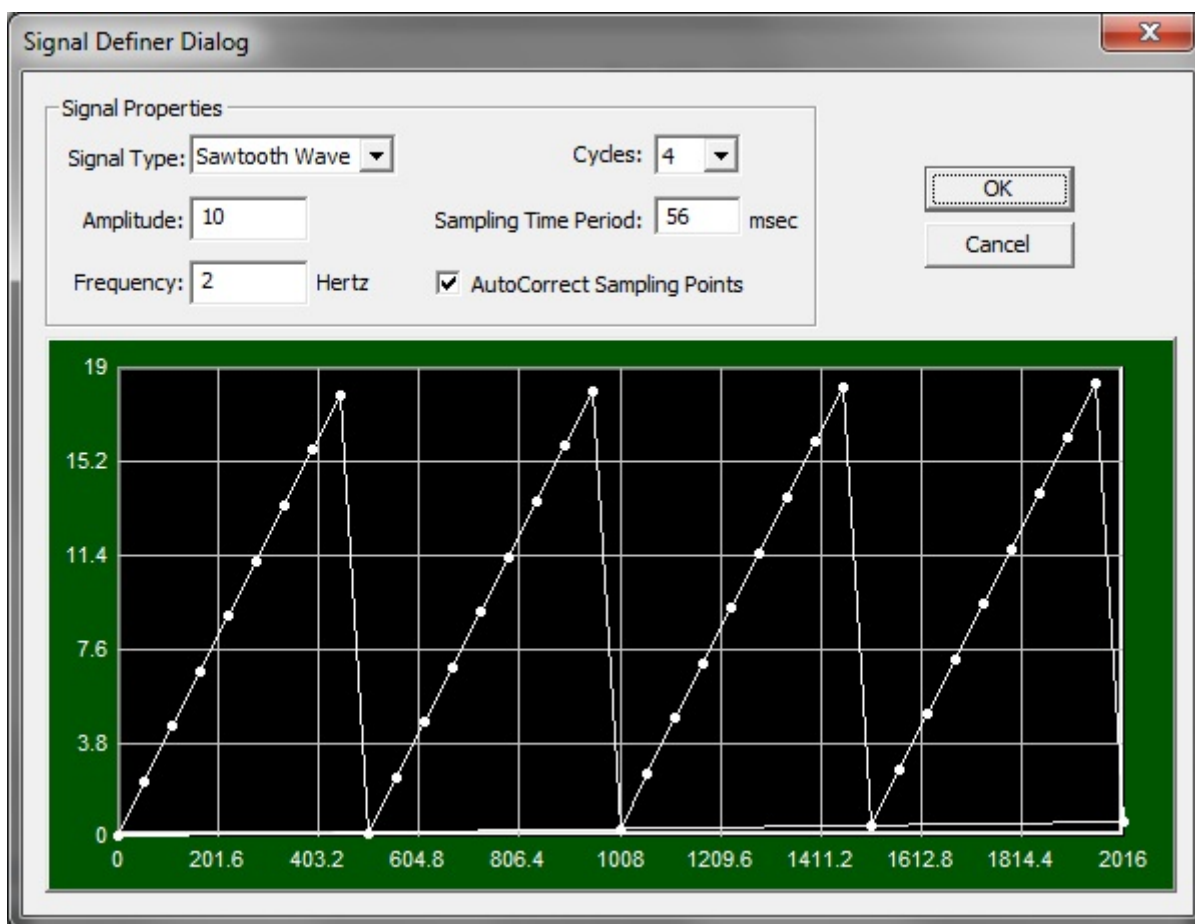 Signal Definer Dialog
x
Signal Properties
Signal Type: Sawtooth Wave
Cycles: 4
Amplitude: 10
Sampling Time Period: 56 msec
Frequency: 2 Hertz
AutoCorrect Sampling Points
OK
Cancel
19
15.2
11.4
7.6
3.8
0
0 201.6 403.2 604.8 806.4 1008 1209.6 1411.2 1612.8 1814.4 2016